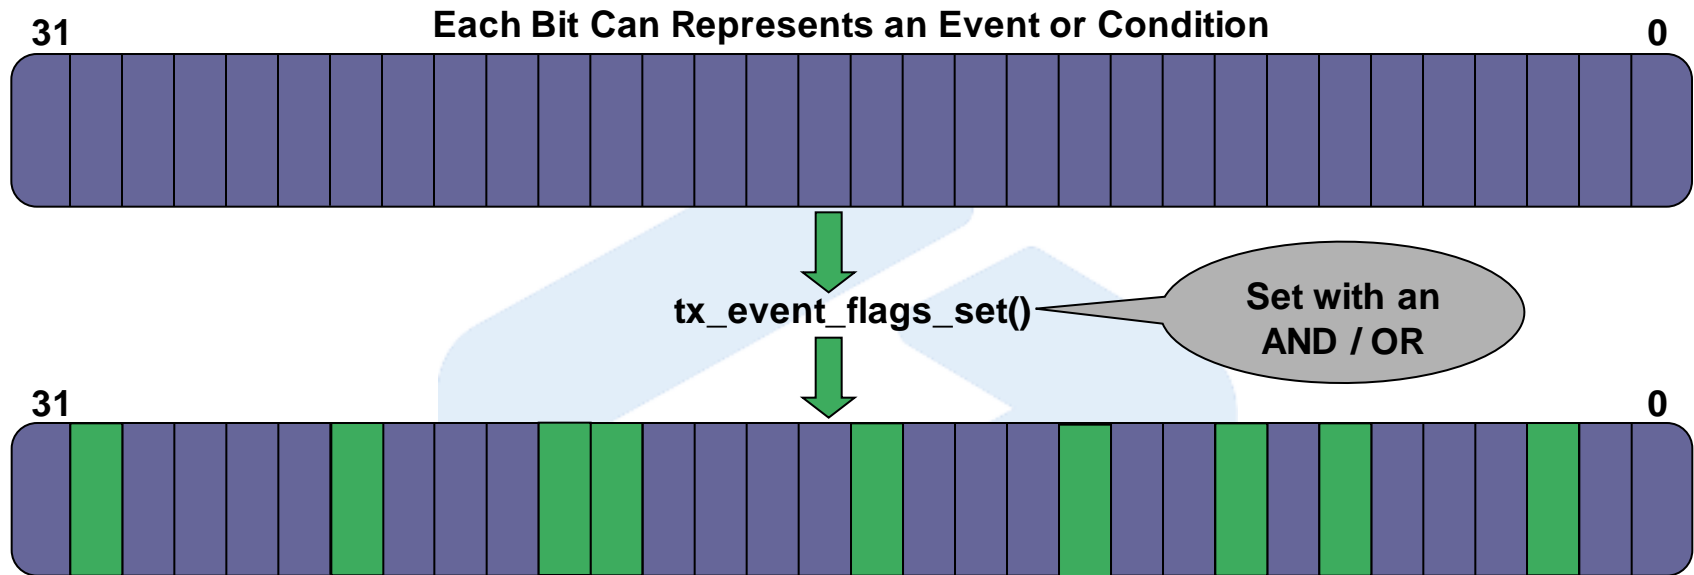 Each Bit Can Represents an Event or Condition
31
0
tx_event_flags_set()
Set with an
AND / OR
31
0